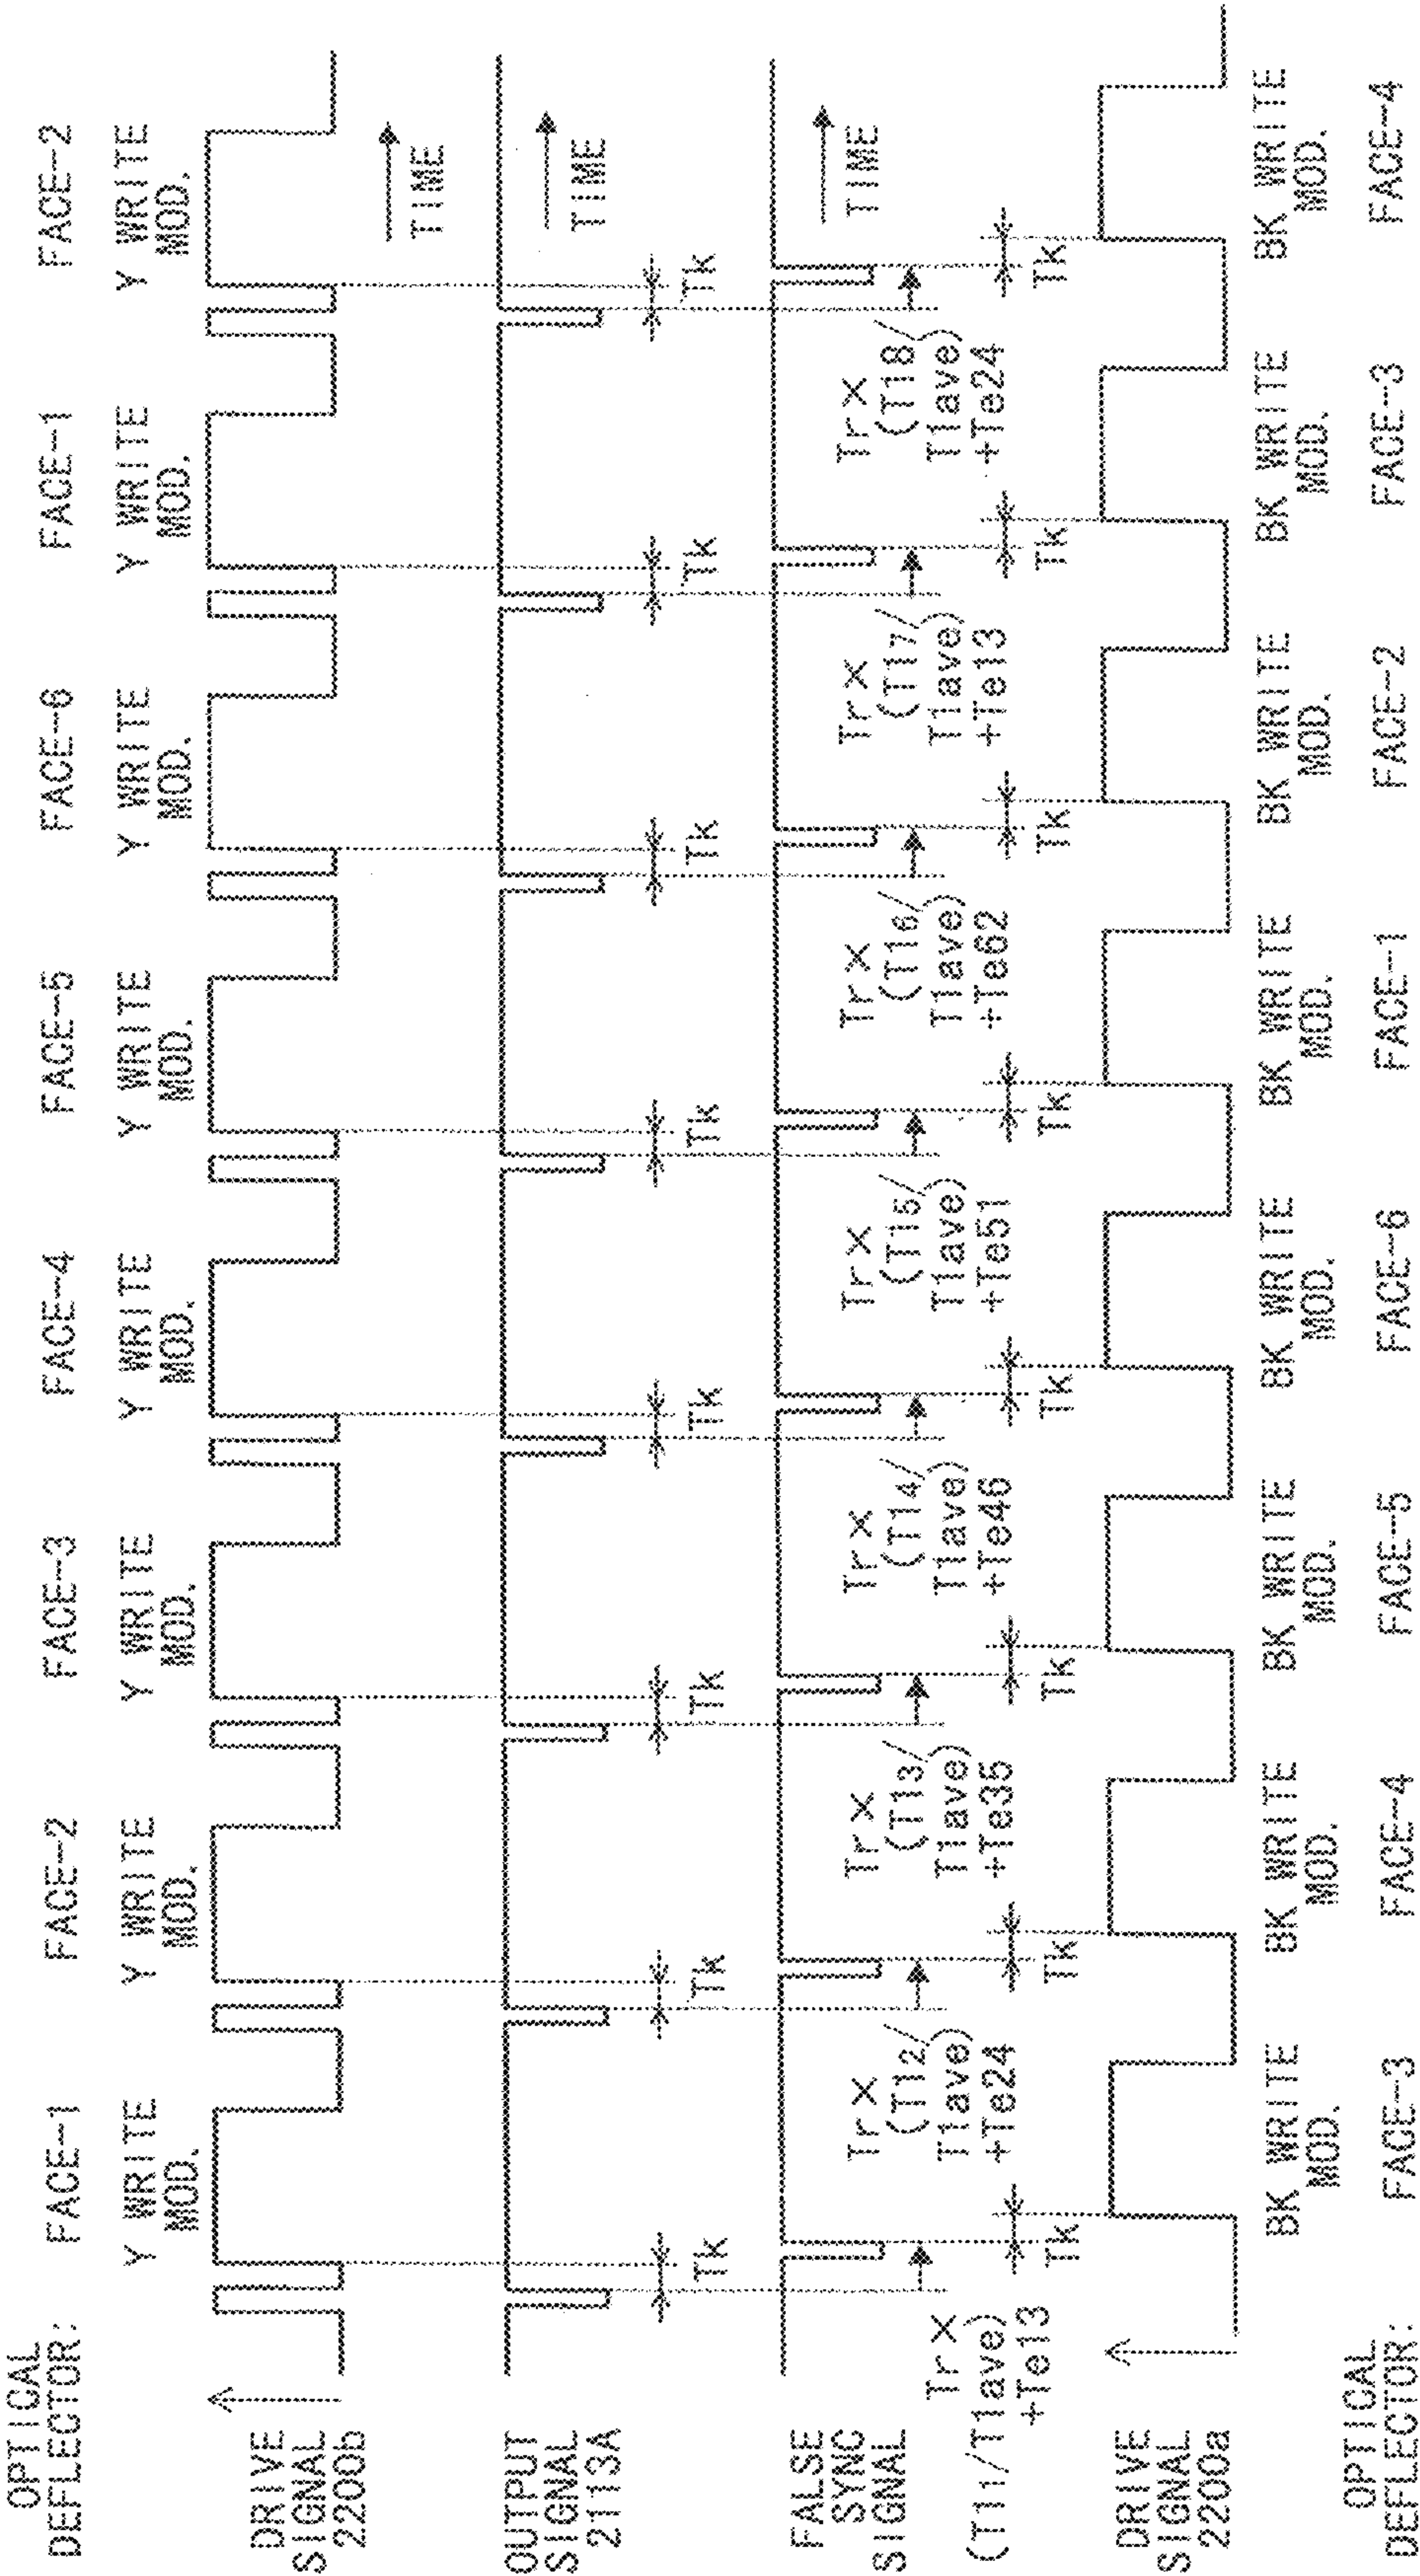 OPTICAL
DEFLECTOR:
FACE-1
FACE-2
FACE-3
FACE-4
FACE-5
FACE-6
FACE-1
FACE-2
Y WRITE
MOD.
Y WRITE
MOD.
Y WRITE
MOD.
Y WRITE
MOD.
Y WRITE
MOD.
Y WRITE
MOD.
Y WRITE
MOD.
Y WRITE
MOD.
DRIVE
SIGNAL
2200b
TIME
OUTPUT
SIGNAL
2113A
TIME
Tk
Tk
Tk
Tk
Tk
Tk
Tk
Tk
FALSE
SYNC
SIGNAL
TIME
Tr×
(T11/T1ave)
+Te13
Tr×
(T12/
T1ave)
+Te24
Tr×
(T13/
T1ave)
+Te35
Tr×
(T14/
T1ave)
+Te46
Tr×
(T15/
T1ave)
+Te51
Tr×
(T16/
T1ave)
+Te62
Tr×
(T17/
T1ave)
+Te13
Tr×
(T18/
T1ave)
+Te24
Tk
Tk
Tk
Tk
Tk
Tk
Tk
Tk
DRIVE
SIGNAL
2200a
BK WRITE
MOD.
BK WRITE
MOD.
BK WRITE
MOD.
BK WRITE
MOD.
BK WRITE
MOD.
BK WRITE
MOD.
BK WRITE
MOD.
BK WRITE
MOD.
OPTICAL
DEFLECTOR:
FACE-3
FACE-4
FACE-5
FACE-6
FACE-1
FACE-2
FACE-3
FACE-4